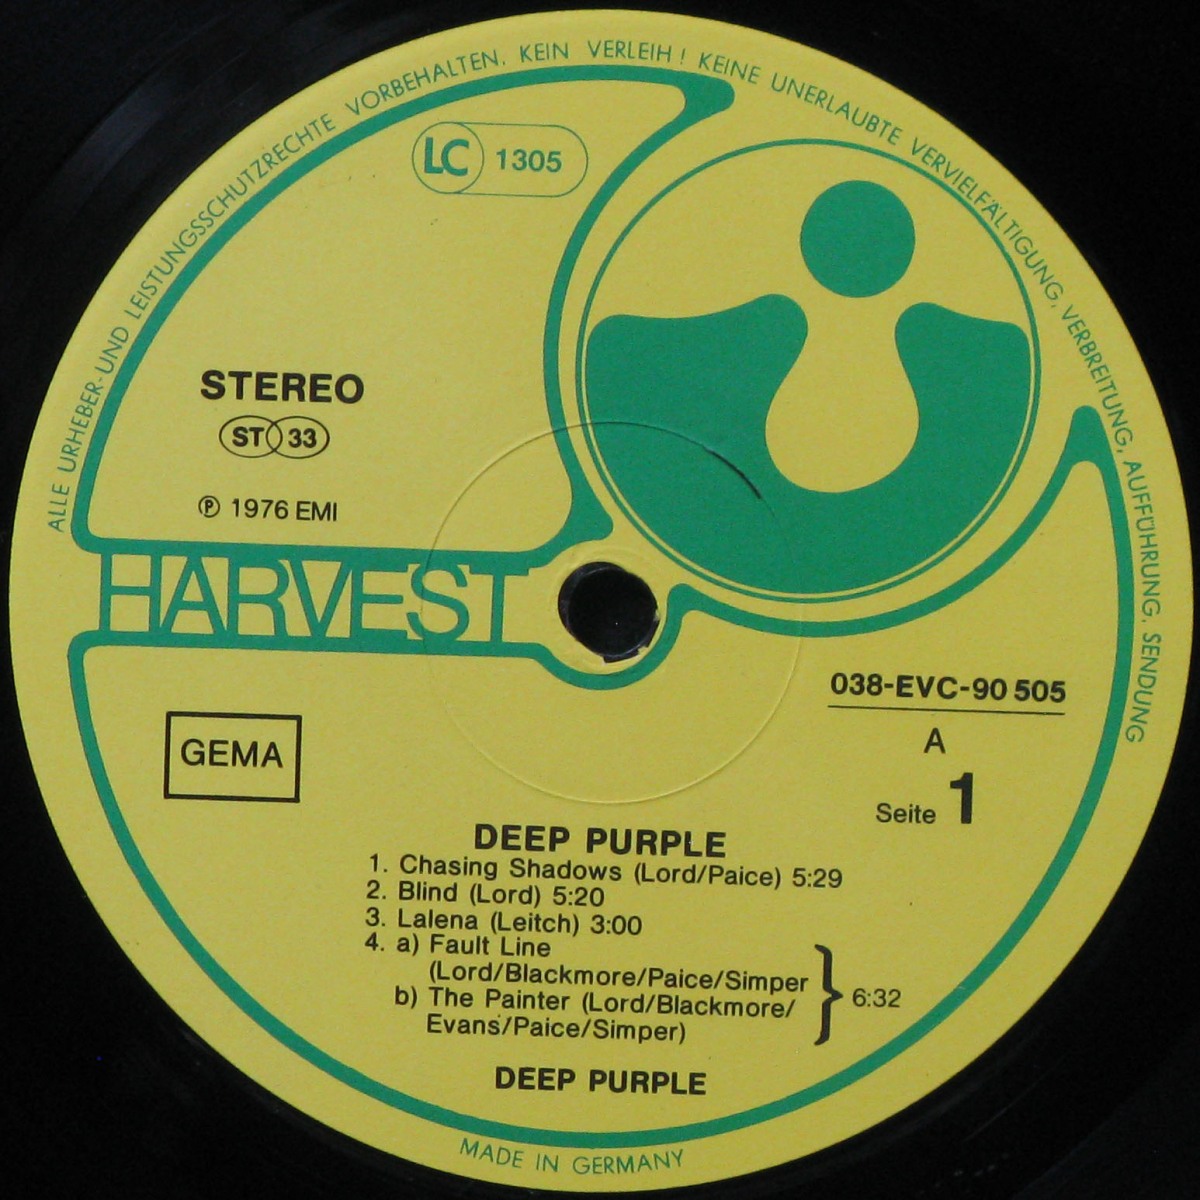 ALLE URHEBER- UND LEISTUNGSSCHUTZRECHTE VORBEHALTEN. KEIN VERLEIH! KEINE UNERLAUBTE VERVIELFÄLTIGUNG, VERBREITUNG, AUFFÜHRUNG, SENDUNG
LC 1305
STEREO
ST 33
℗ 1976 EMI
HARVEST
038-EVC-90 505
A
Seite 1
GEMA
DEEP PURPLE
1. Chasing Shadows (Lord/Paice) 5:29
2. Blind (Lord) 5:20
3. Lalena (Leitch) 3:00
4. a) Fault Line
(Lord/Blackmore/Paice/Simper
b) The Painter (Lord/Blackmore/
Evans/Paice/Simper)
6:32
DEEP PURPLE
MADE IN GERMANY